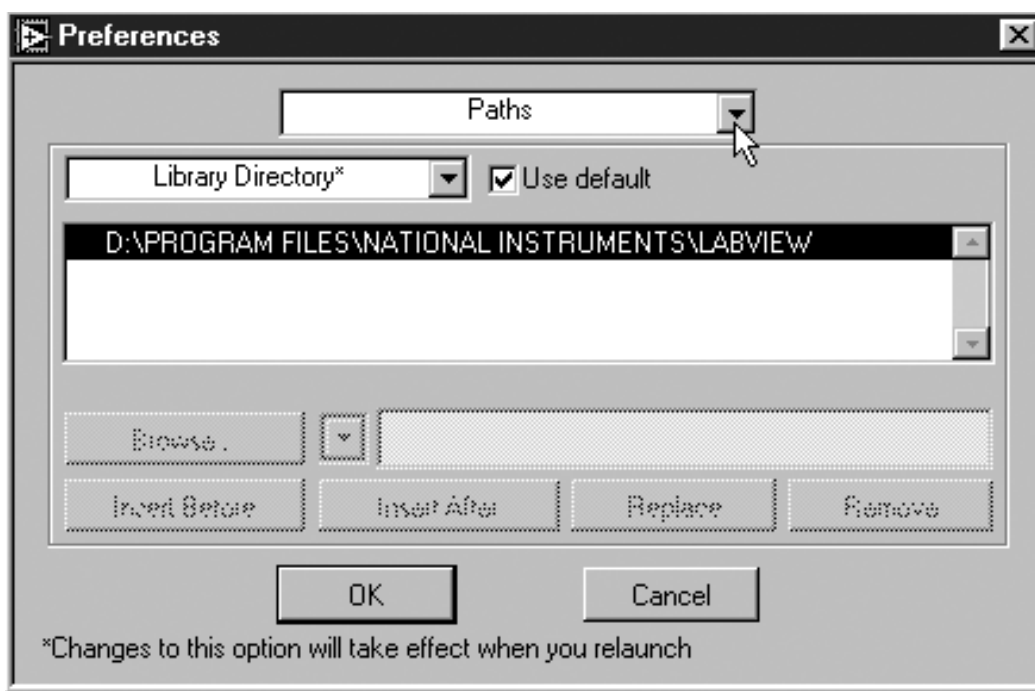 Preferences
Paths
Library Directory*
Use default
D:\PROGRAM FILES\NATIONAL INSTRUMENTS\LABVIEW
Browse...
Insert Before
Insert After
Replace
Remove
OK
Cancel
*Changes to this option will take effect when you relaunch